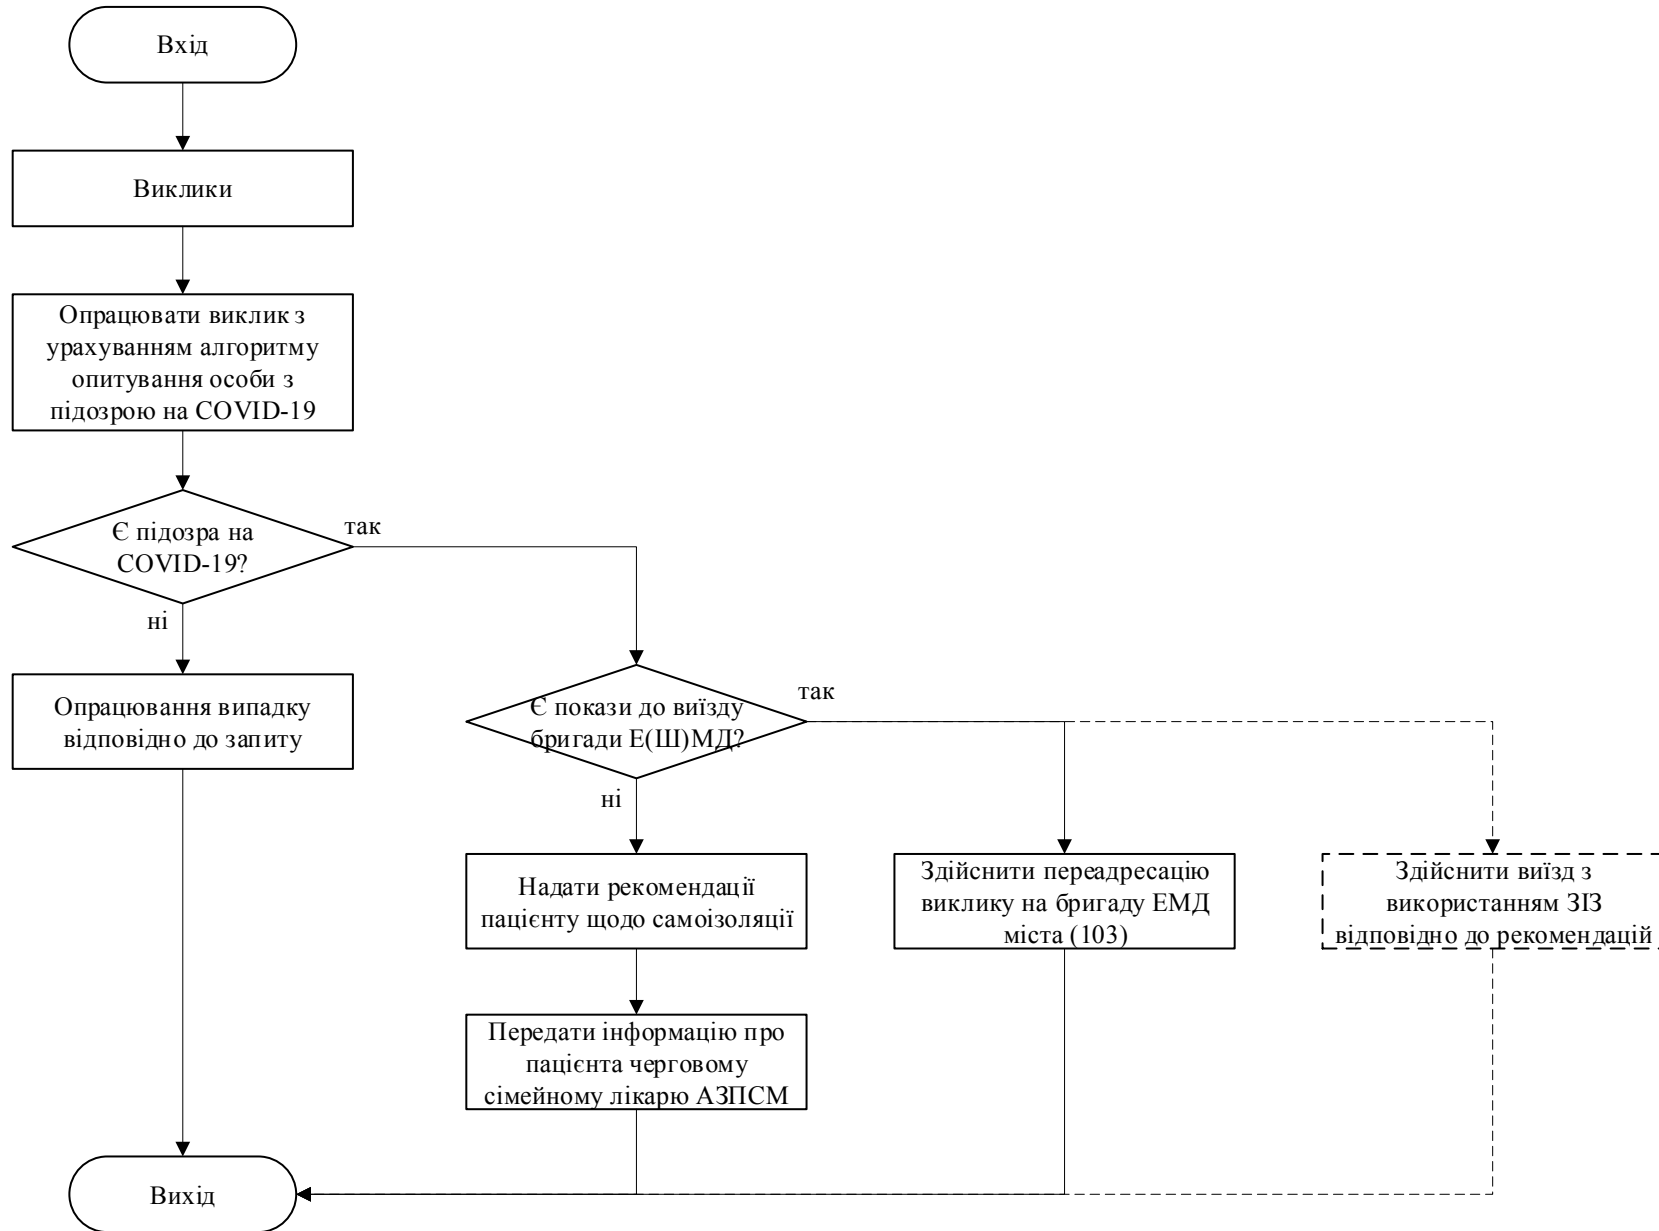 Вхід
Виклики
Опрацювати виклик з
урахуванням алгоритму
опитування особи з
підозрою на COVID-19
Є підозра на
COVID-19?
так
ні
Опрацювання випадку
відповідно до запиту
Є покази до виїзду
бригади Е(Ш)МД?
так
ні
Надати рекомендації
пацієнту щодо самоізоляції
Здійснити переадресацію
виклику на бригаду ЕМД
міста (103)
Здійснити виїзд з
використанням ЗІЗ
відповідно до рекомендацій
Передати інформацію про
пацієнта черговому
сімейному лікарю АЗПСМ
Вихід